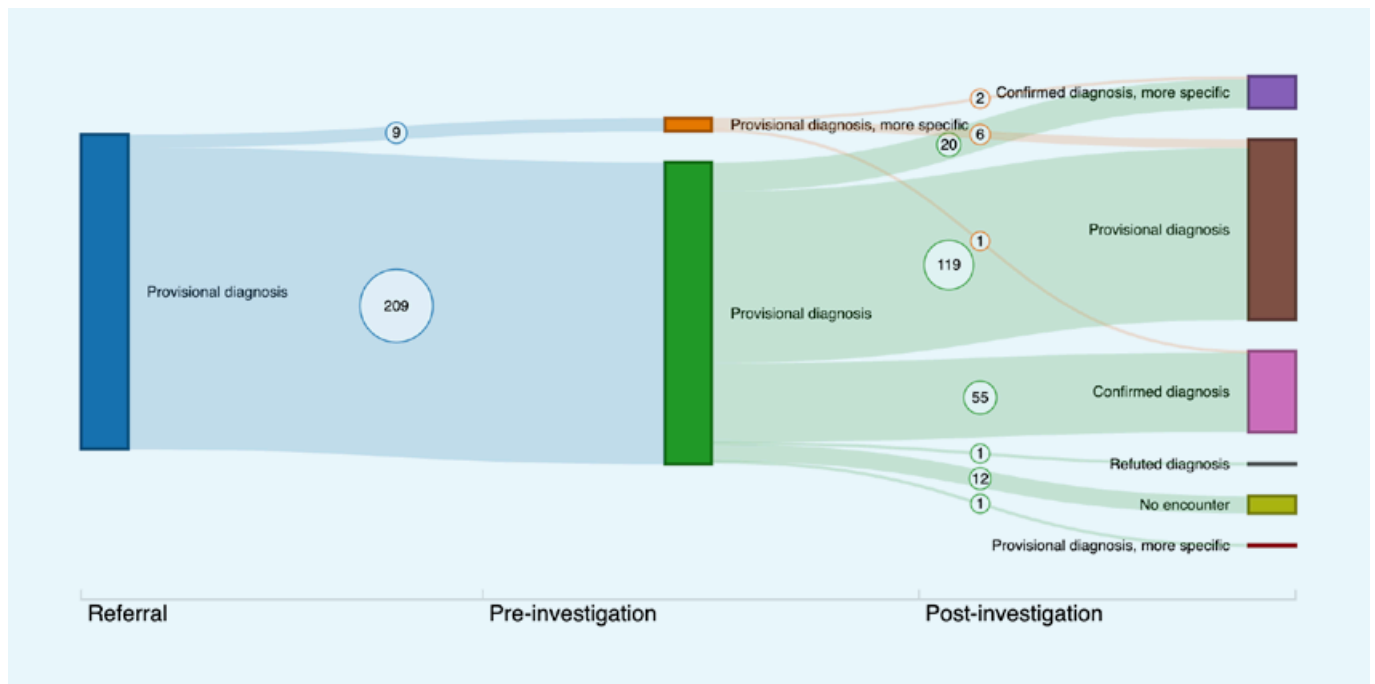 2
Confirmed diagnosis, more specific
9
Provisional diagnosis, more specific
6
20
Provisional diagnosis
1
119
Provisional diagnosis
209
Provisional diagnosis
Confirmed diagnosis
55
1
Refuted diagnosis
12
No encounter
1
Provisional diagnosis, more specific
Referral
Pre-investigation
Post-investigation